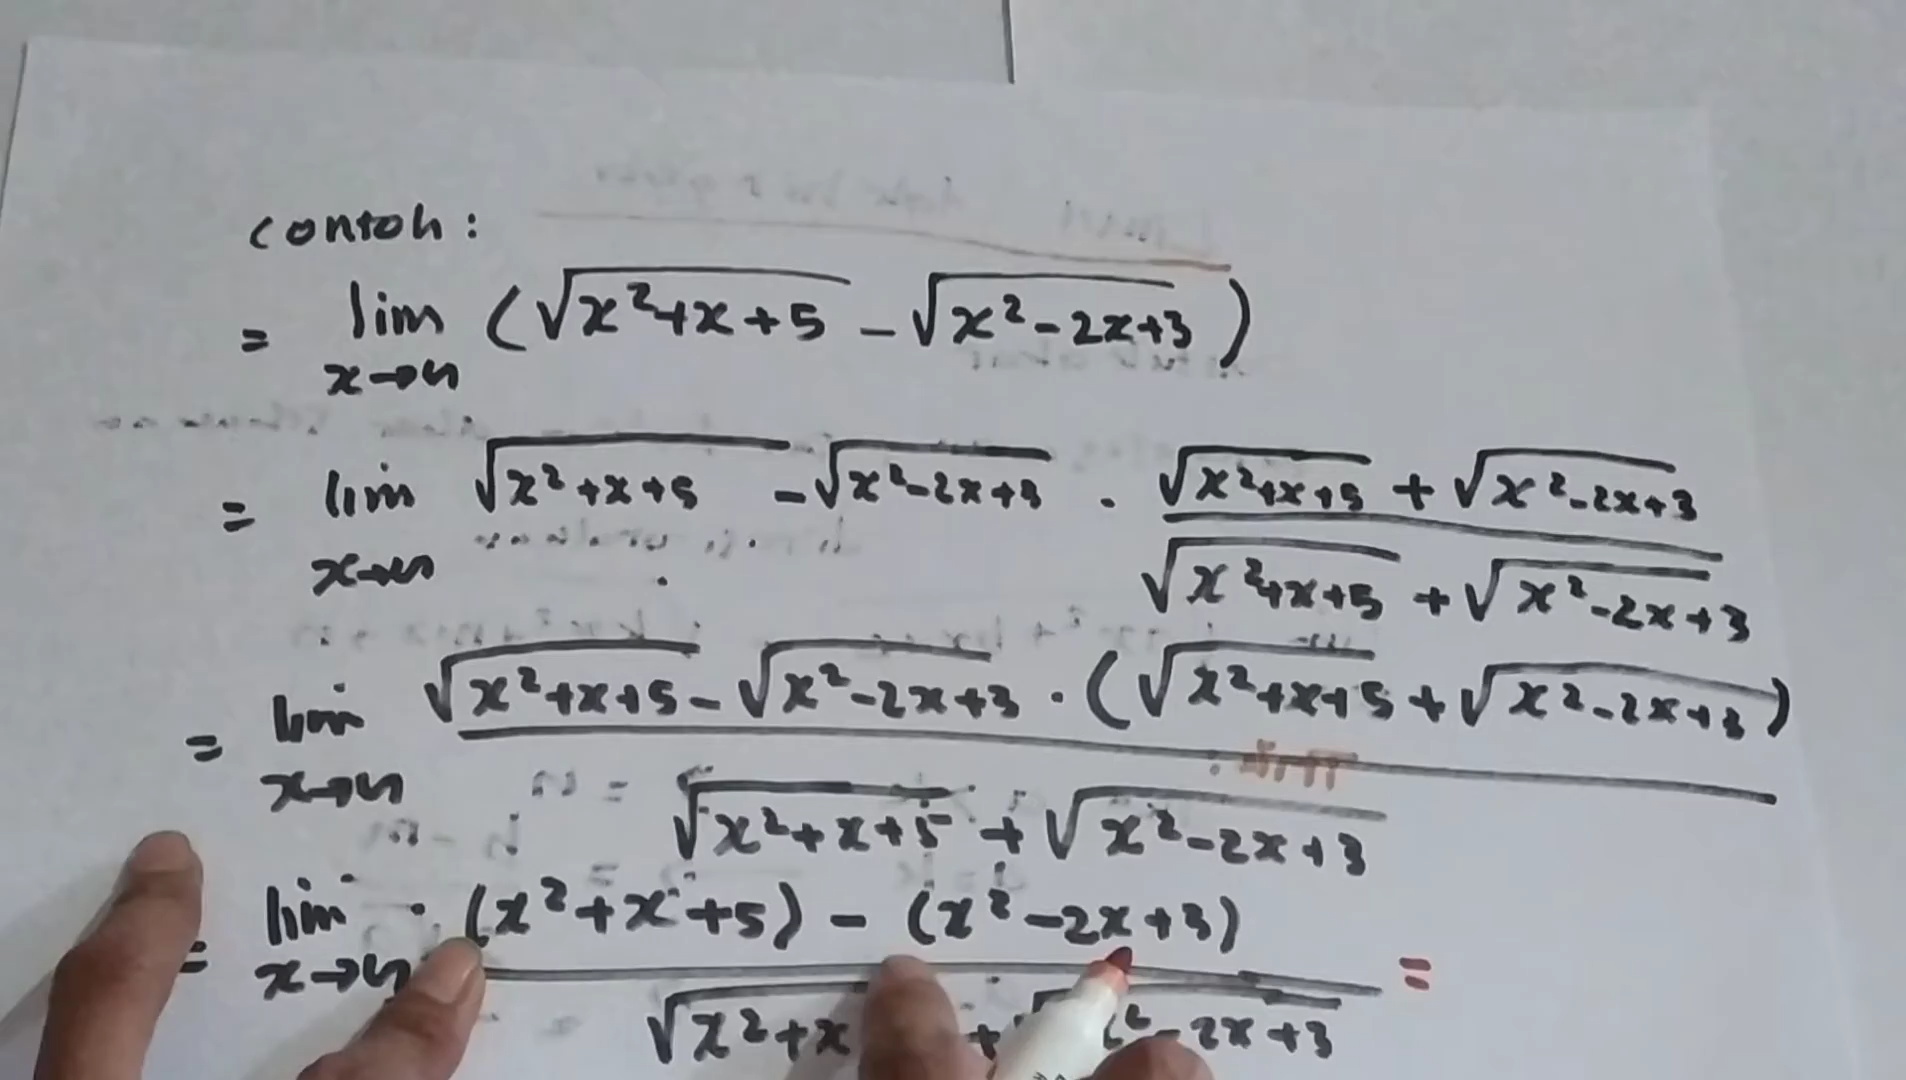 contoh:
= lim x→∞ (√(x²+x+5) - √(x²-2x+3))
= lim x→∞ √(x²+x+5) - √(x²-2x+3) . (√(x²+x+5) + √(x²-2x+3)) / (√(x²+x+5) + √(x²-2x+3))
= lim x→∞ √(x²+x+5) - √(x²-2x+3) . (√(x²+x+5) + √(x²-2x+3)) / (√(x²+x+5) + √(x²-2x+3))
= lim x→∞ (x²+x+5) - (x²-2x+3) / √x²+x + -2x+3 =